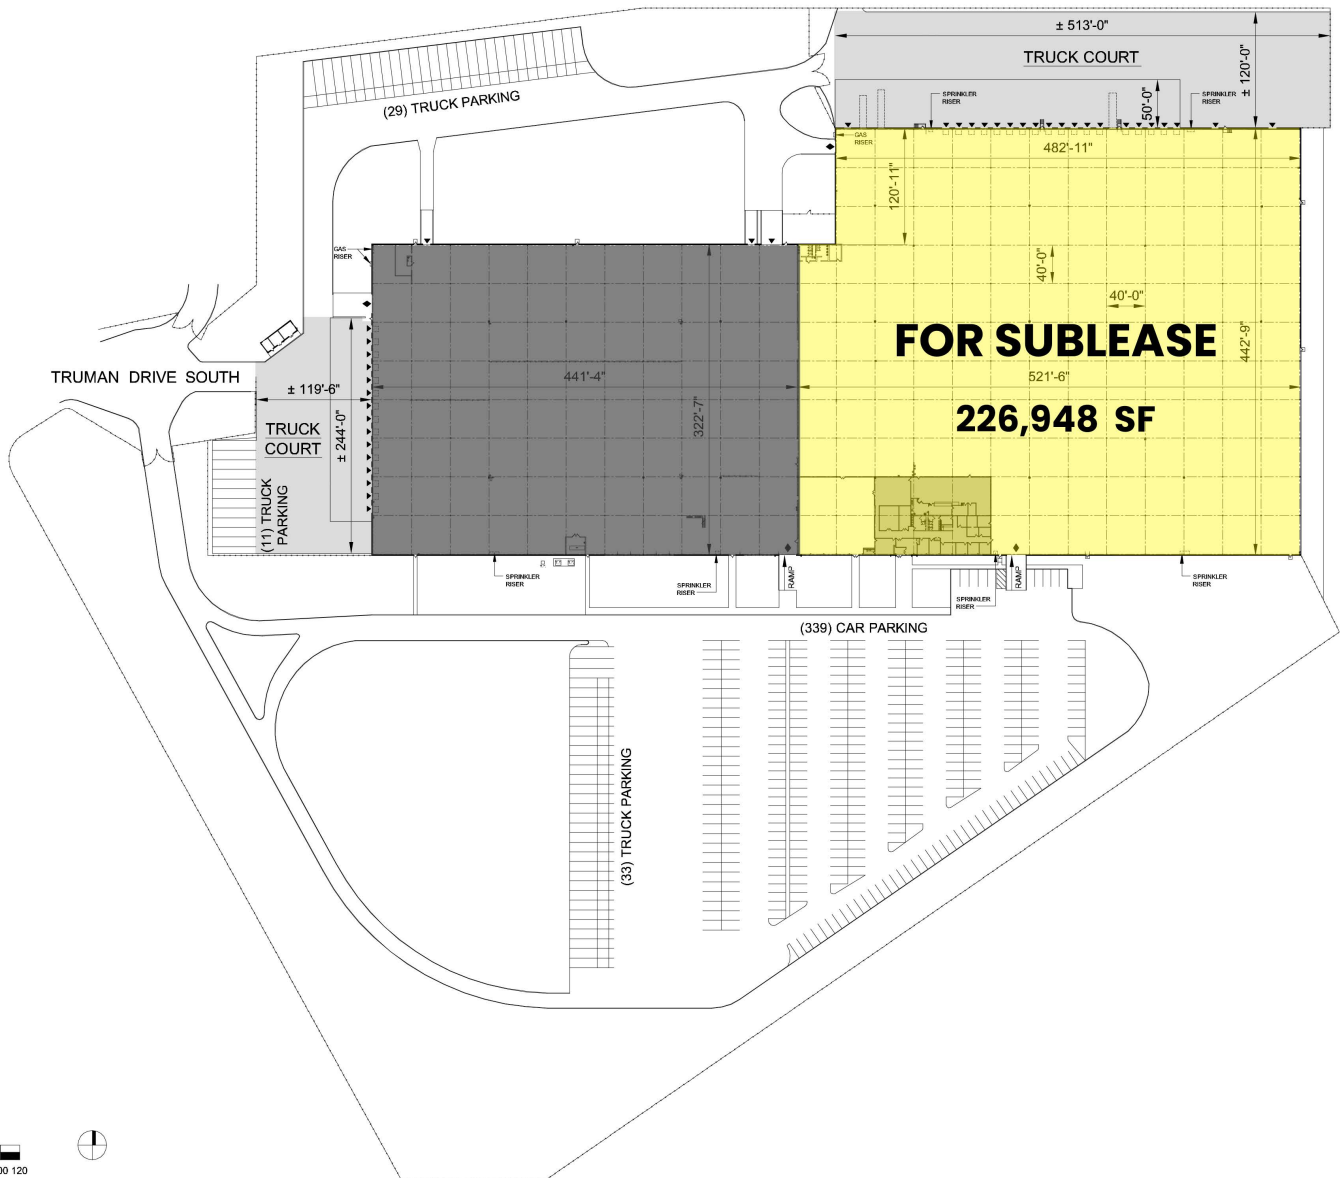 ± 513'-0"
TRUCK COURT
± 120'-0"
50'-0"
SPRINKLER
RISER
SPRINKLER
RISER
(29) TRUCK PARKING
GAS
RISER
482'-11"
120'-11"
GAS
RISER
40'-0"
40'-0"
FOR SUBLEASE
442'-9"
TRUMAN DRIVE SOUTH
± 119'-6"
441'-4"
521'-6"
226,948 SF
TRUCK
COURT
± 244'-0"
322'-7"
(11) TRUCK
PARKING
SPRINKLER
RISER
SPRINKLER
RISER
RAMP
SPRINKLER
RISER
RAMP
SPRINKLER
RISER
(339) CAR PARKING
(33) TRUCK PARKING
120